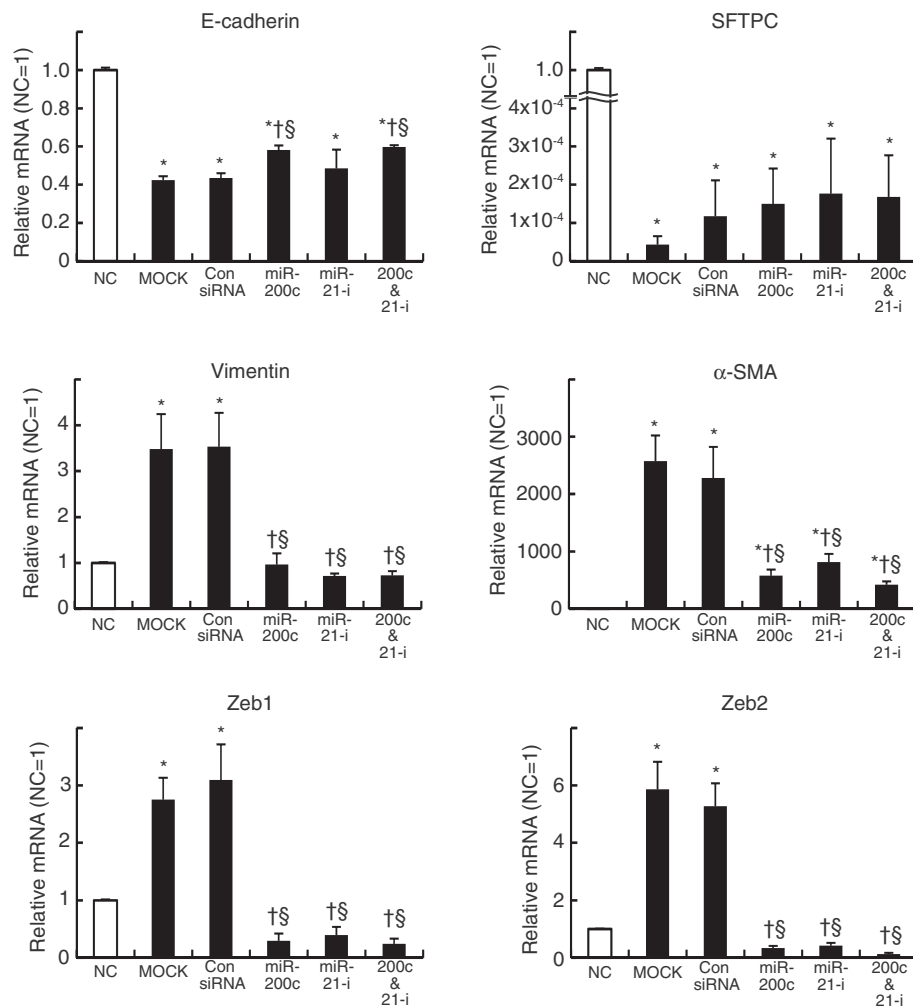 E-cadherin
Relative mRNA (NC=1)
1.0
0.8
0.6
0.4
0.2
0
* * *†§ * *†§
NC MOCK Con siRNA miR-200c miR-21-i 200c & 21-i
SFTPC
Relative mRNA (NC=1)
1.0
4x10-4
3x10-4
2x10-4
1x10-4
0
* * * * *
NC MOCK Con siRNA miR-200c miR-21-i 200c & 21-i
Vimentin
Relative mRNA (NC=1)
4
3
2
1
0
* * †§ †§ †§
NC MOCK Con siRNA miR-200c miR-21-i 200c & 21-i
α-SMA
Relative mRNA (NC=1)
3000
2000
1000
0
* * *†§ *†§ *†§
NC MOCK Con siRNA miR-200c miR-21-i 200c & 21-i
Zeb1
Relative mRNA (NC=1)
3
2
1
0
* * †§ †§ †§
NC MOCK Con siRNA miR-200c miR-21-i 200c & 21-i
Zeb2
Relative mRNA (NC=1)
6
4
2
0
* * †§ †§ †§
NC MOCK Con siRNA miR-200c miR-21-i 200c & 21-i